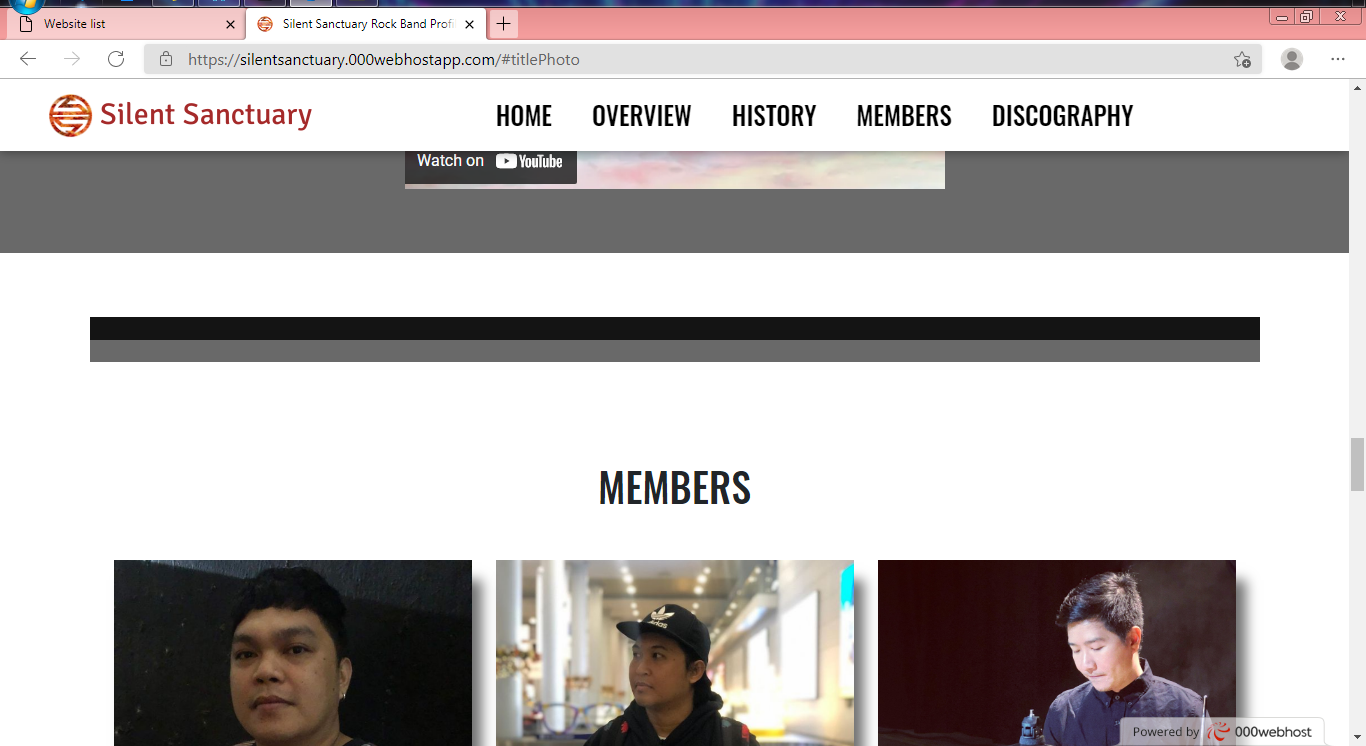 Website list
Silent Sanctuary Rock Band Profi
https://silentsanctuary.000webhostapp.com/#titlePhoto
Silent Sanctuary
HOME OVERVIEW HISTORY MEMBERS DISCOGRAPHY
Watch on YouTube
MEMBERS
adidas
Powered by 000webhost